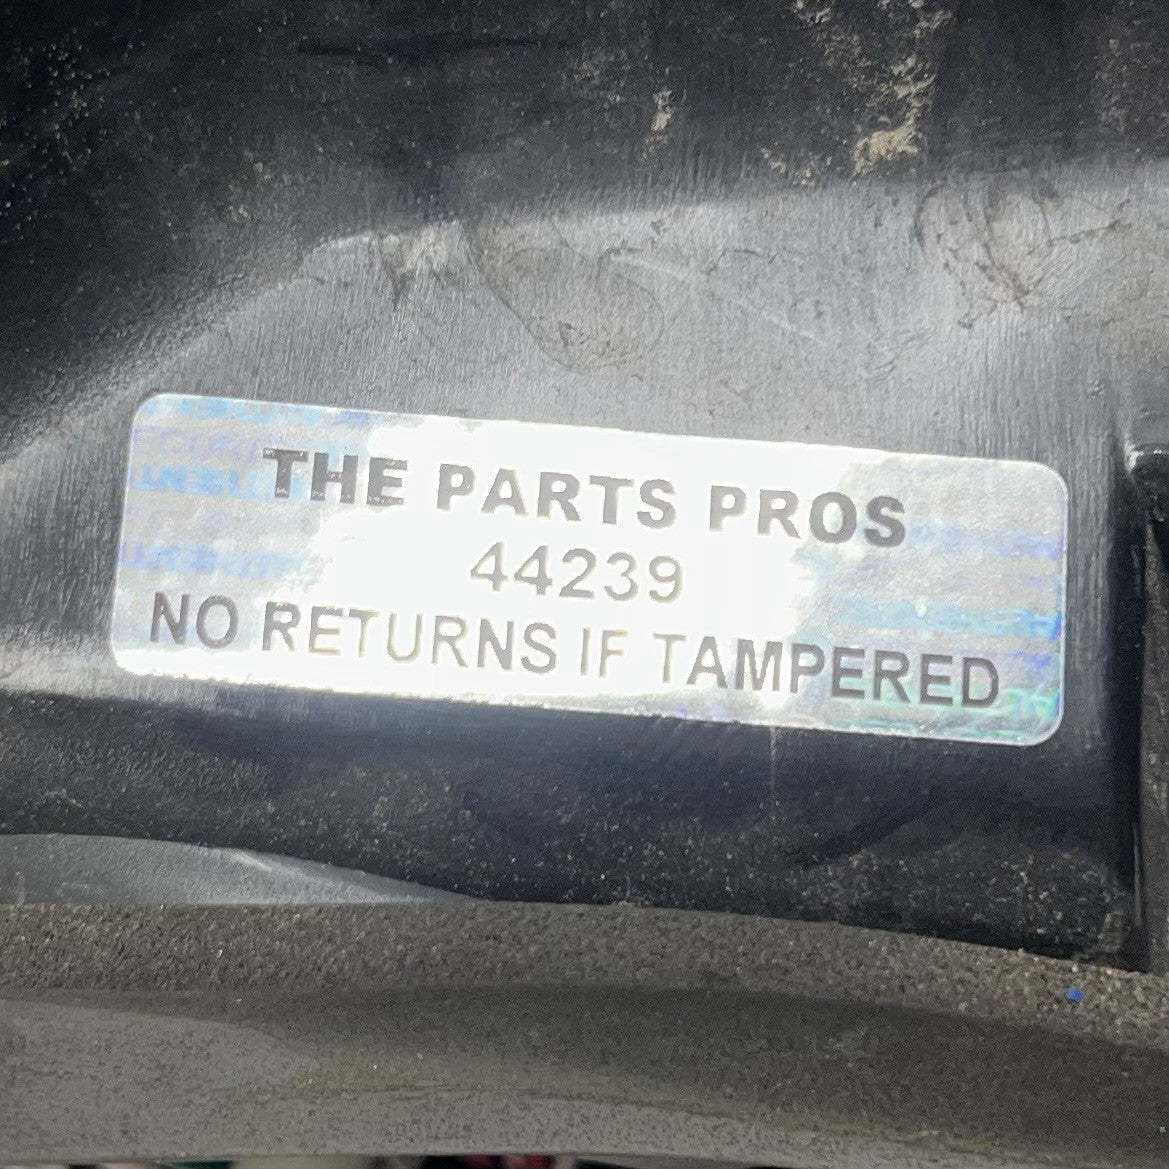 THE PARTS PROS
44239
NO RETURNS IF TAMPERED